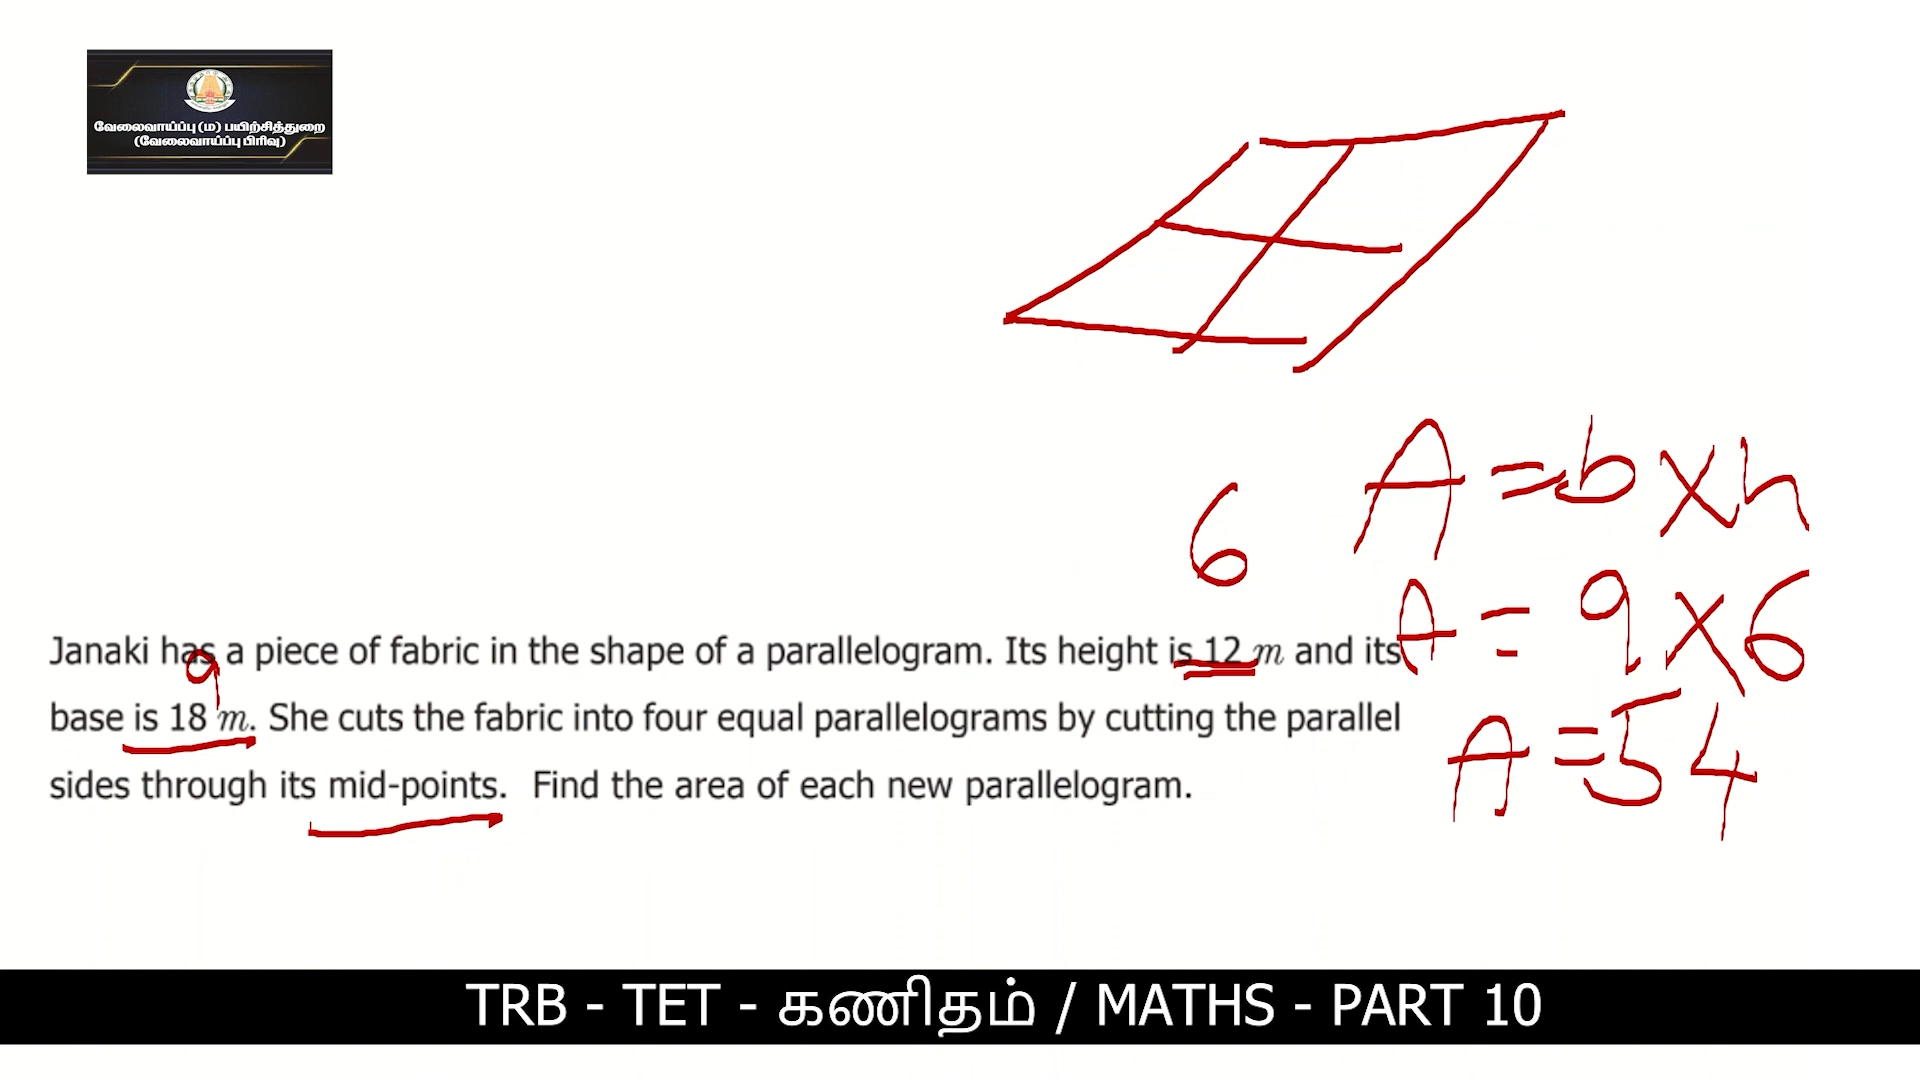 வேலைவாய்ப்பு (ம) பயிற்சித்துறை
(வேலைவாய்ப்பு பிரிவு)
A = b x h
6
A = 9 x 6
Janaki has a piece of fabric in the shape of a parallelogram. Its height is 12 m and its
9
base is 18 m. She cuts the fabric into four equal parallelograms by cutting the parallel
A = 54
sides through its mid-points. Find the area of each new parallelogram.
TRB - TET - கணிதம் / MATHS - PART 10